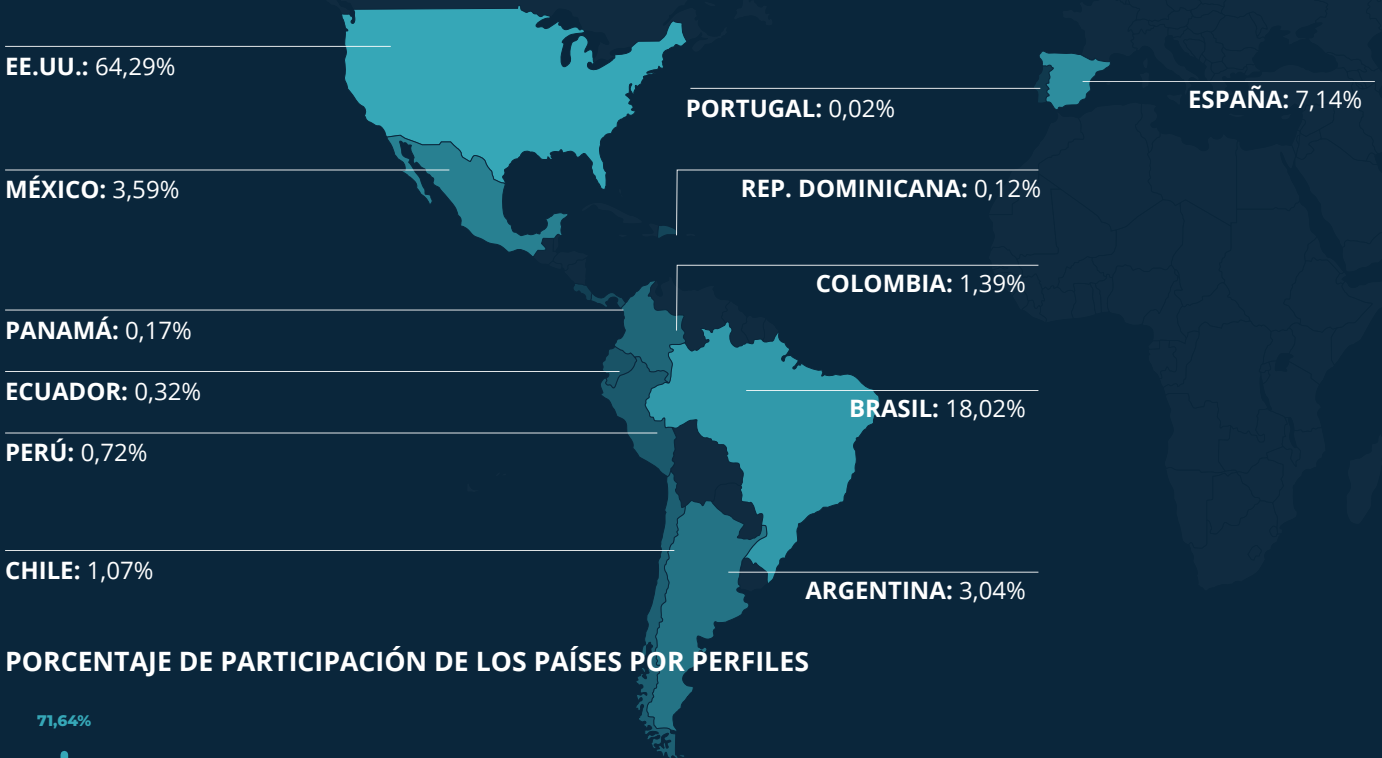 EE.UU.: 64,29%
MÉXICO: 3,59%
PANAMÁ: 0,17%
ECUADOR: 0,32%
PERÚ: 0,72%
CHILE: 1,07%
PORTUGAL: 0,02%
ESPAÑA: 7,14%
REP. DOMINICANA: 0,12%
COLOMBIA: 1,39%
BRASIL: 18,02%
ARGENTINA: 3,04%
PORCENTAJE DE PARTICIPACIÓN DE LOS PAÍSES POR PERFILES
71,64%